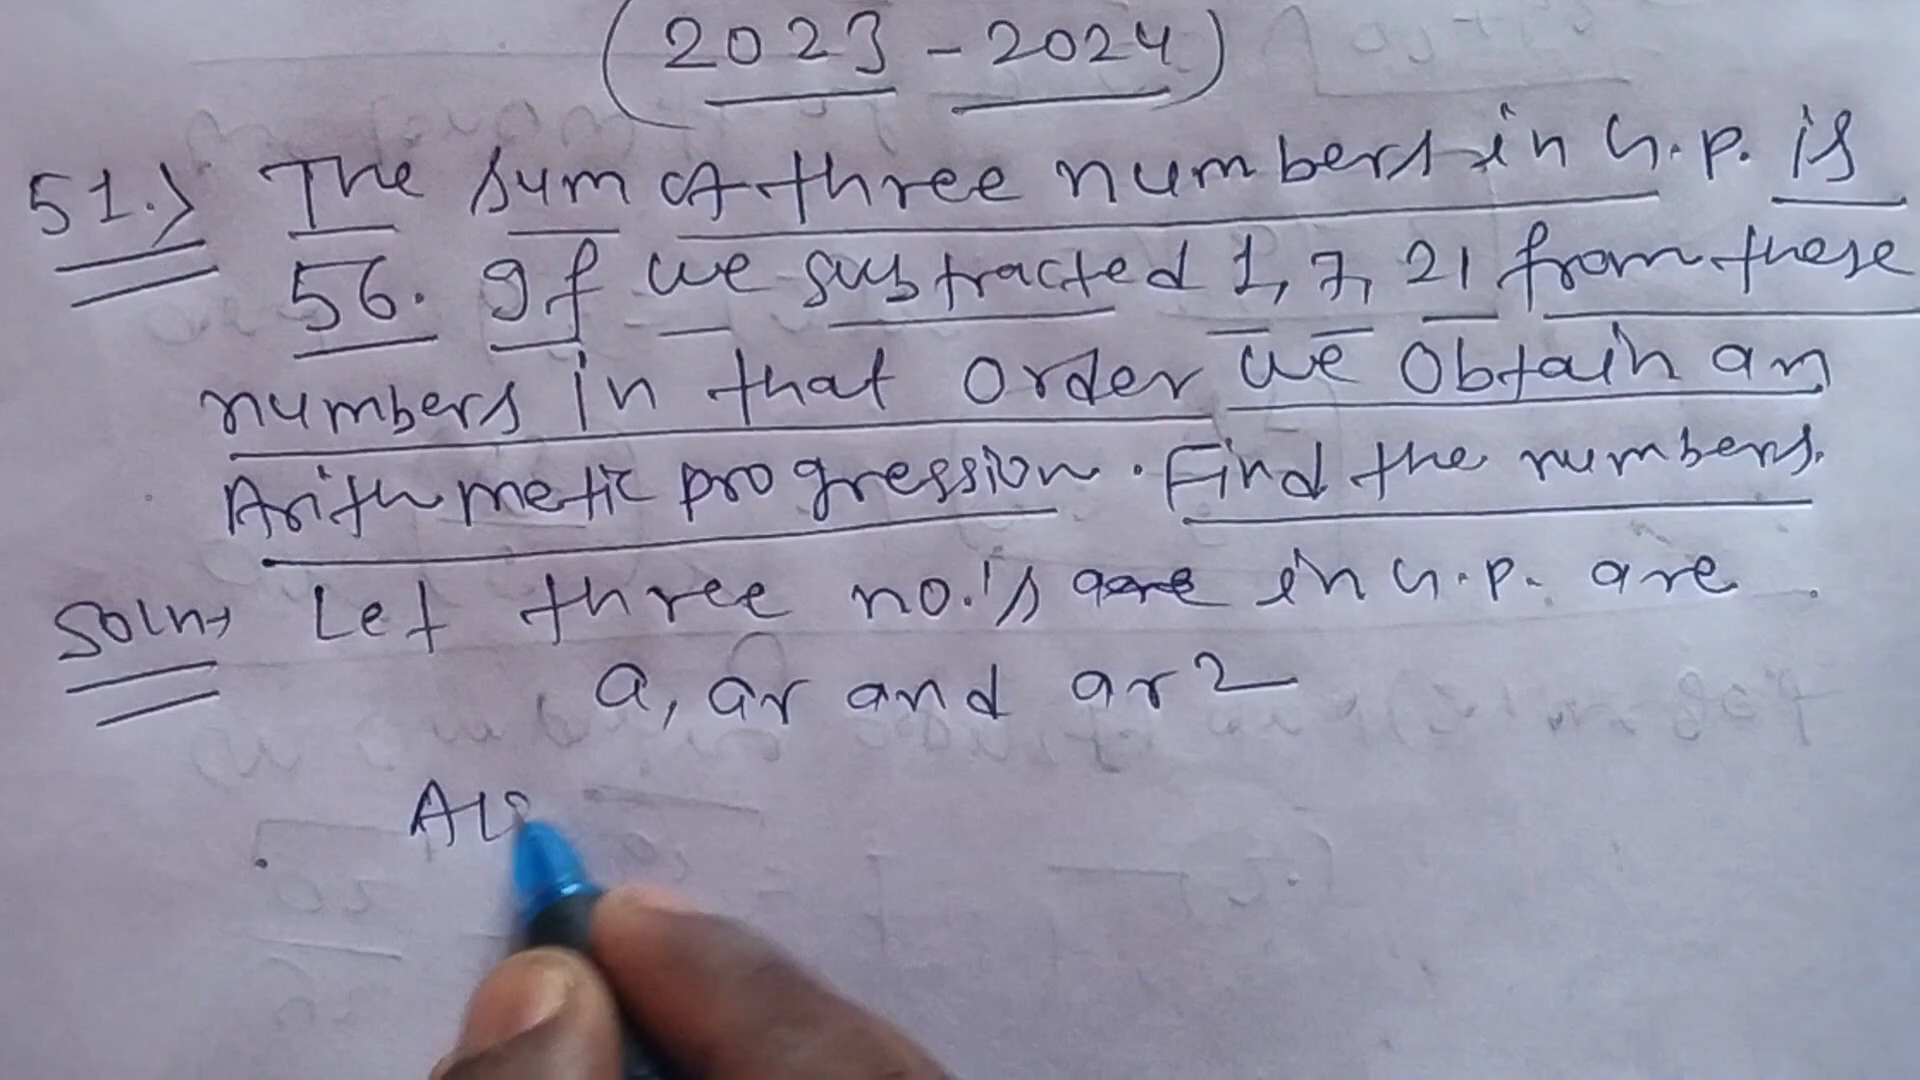 (2023 - 2024)
51.) The sum of three numbers in G.P. is
56. If we subtracted 1, 7, 21 from these
numbers in that order we obtain an
Arithmetic progression. Find the numbers.
Soln→ Let three no.'s are in G.P. are
a, ar and ar2
Als